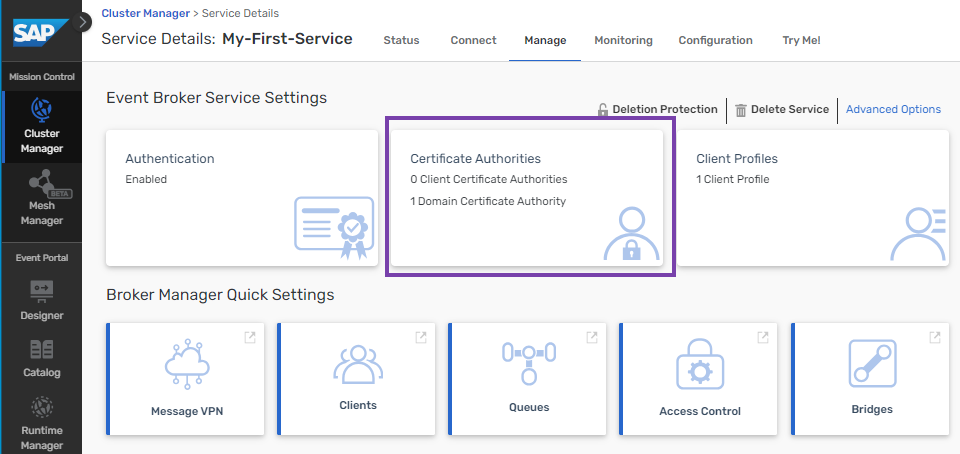 SAP
Cluster Manager > Service Details
Service Details: My-First-Service
Status
Connect
Manage
Monitoring
Configuration
Try Me!
Mission Control
Cluster
Manager
BETA
Mesh
Manager
Event Portal
Designer
Catalog
Runtime
Manager
Event Broker Service Settings
Deletion Protection
Delete Service
Advanced Options
Authentication
Enabled
Certificate Authorities
0 Client Certificate Authorities
1 Domain Certificate Authority
Client Profiles
1 Client Profile
Broker Manager Quick Settings
Message VPN
Clients
Queues
Access Control
Bridges